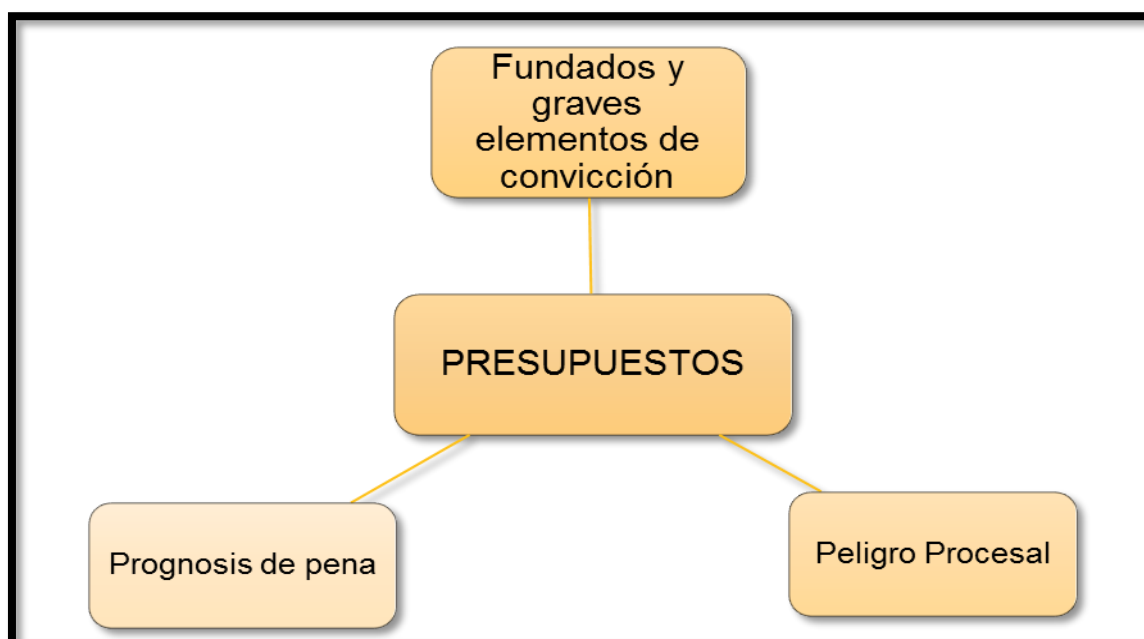 Fundados y
graves
elementos de
convicción
PRESUPUESTOS
Prognosis de pena
Peligro Procesal